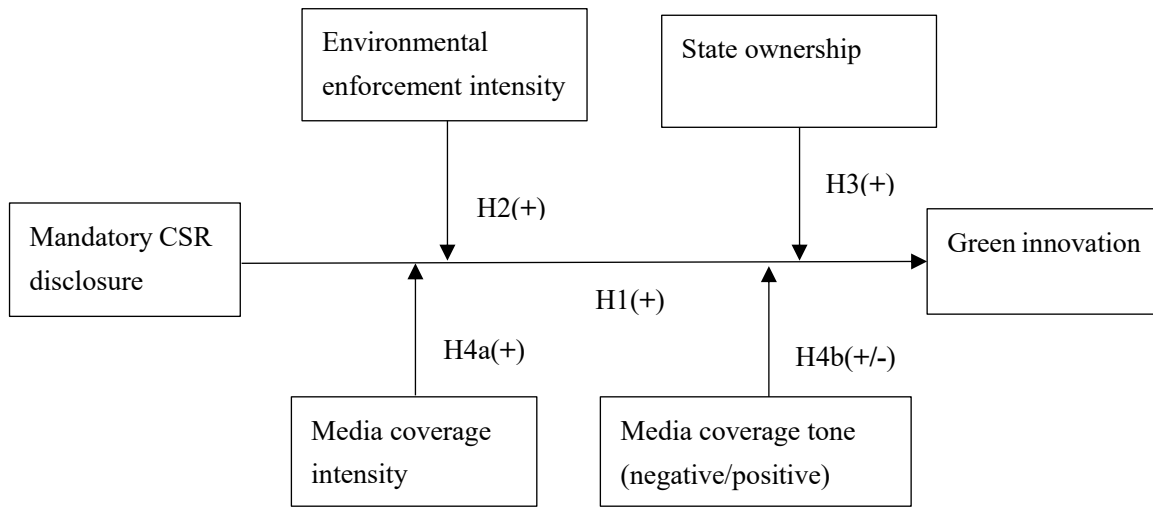 Environmental
enforcement intensity
State ownership
H2(+)
H3(+)
Mandatory CSR
disclosure
Green innovation
H1(+)
H4a(+)
H4b(+/-)
Media coverage
intensity
Media coverage tone
(negative/positive)